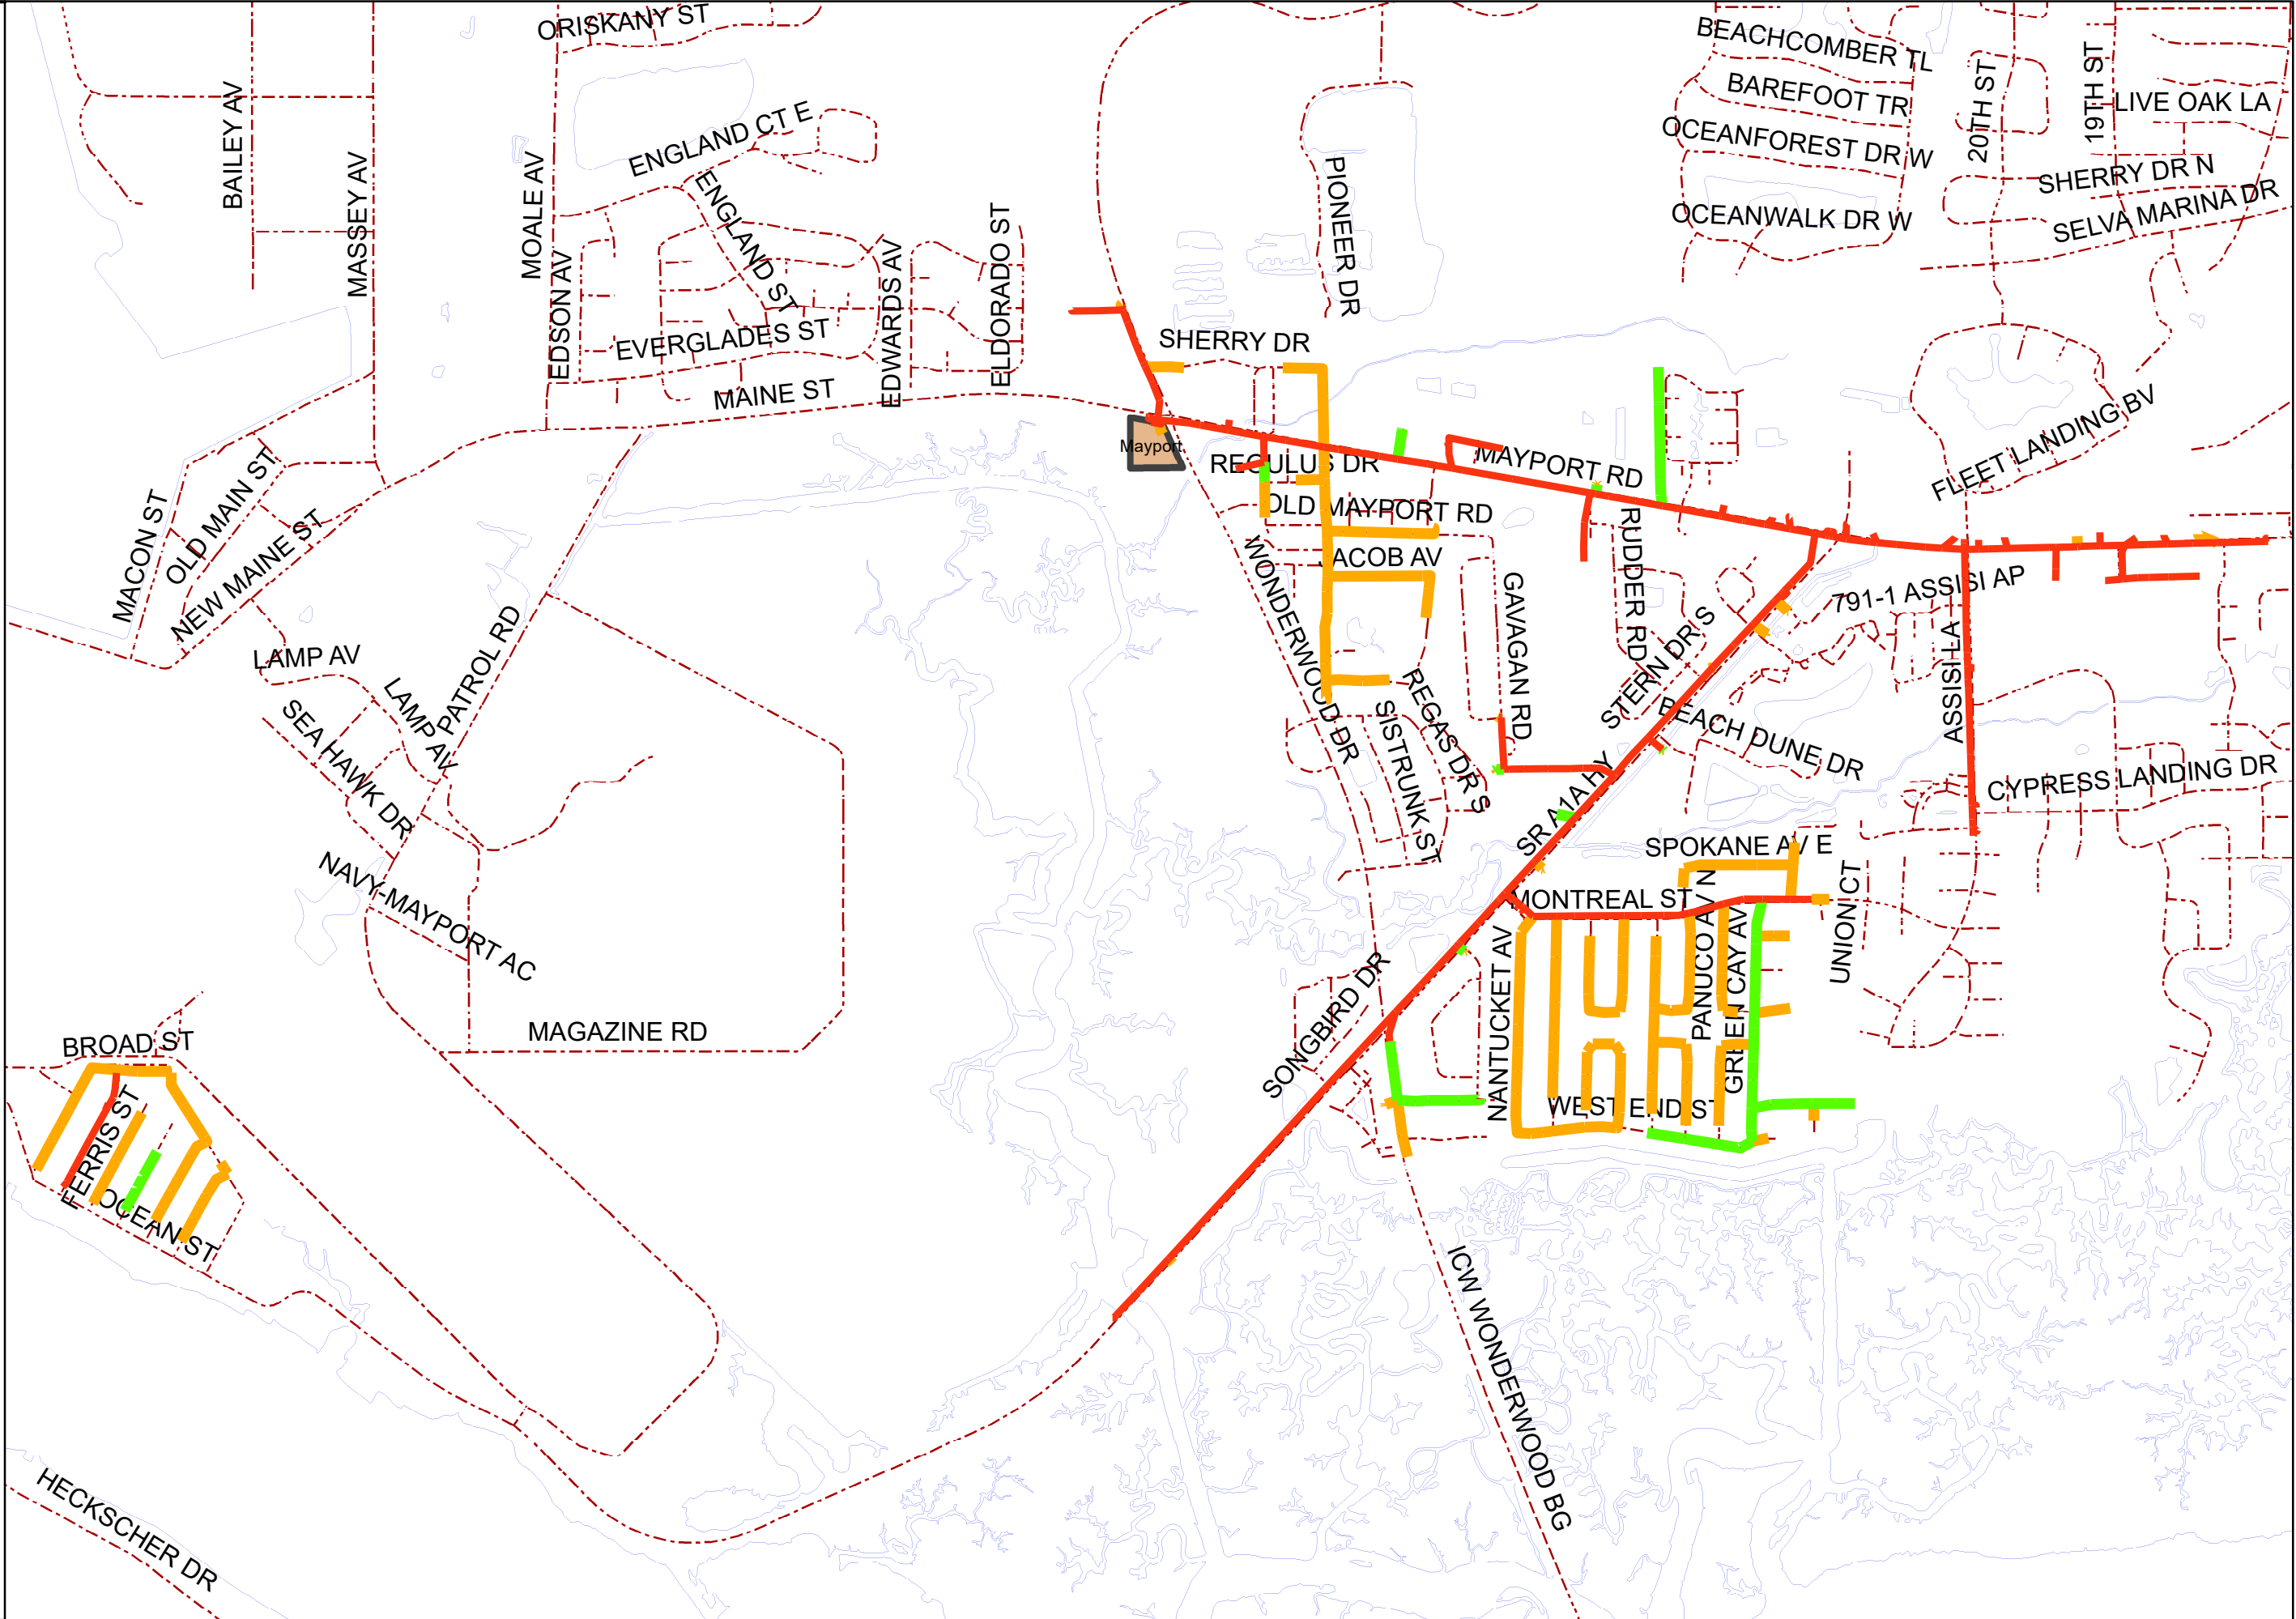 ORISKANY ST
BEACHCOMBER TL
BAREFOOT TR
LIVE OAK LA
BAILEY AV
20TH ST
19TH ST
ENGLAND CT E
OCEANFOREST DR W
MASSEY AV
MOALE AV
PIONEER DR
SHERRY DR N
ENGLAND ST
OCEANWALK DR W
SELVA MARINA DR
EDSON AV
EDWARDS AV
ELDORADO ST
EVERGLADES ST
SHERRY DR
MAINE ST
Mayport
REGULUS DR
MAYPORT RD
FLEET LANDING BV
OLD MAYPORT RD
MACON ST
OLD MAIN ST
NEW MAINE ST
JACOB AV
WONDERWOOD DR
GAVAGAN RD
RUDDER RD
791-1 ASSISI AP
LAMP AV
LAMP AV
PATROL RD
STERN DR S
ASSISI LA
SEA HAWK DR
REGAS DR S
SISTRUNK ST
BEACH DUNE DR
CYPRESS LANDING DR
SR A1A HY
SPOKANE AV E
NAVY-MAYPORT AC
MONTREAL ST
PANUCO AV N
UNION CT
NANTUCKET AV
GREEN CAY AV
BROAD ST
MAGAZINE RD
SONGBIRD DR
WEST END ST
FERRIS ST
OCEAN ST
ICW WONDERWOOD BG
HECKSCHER DR